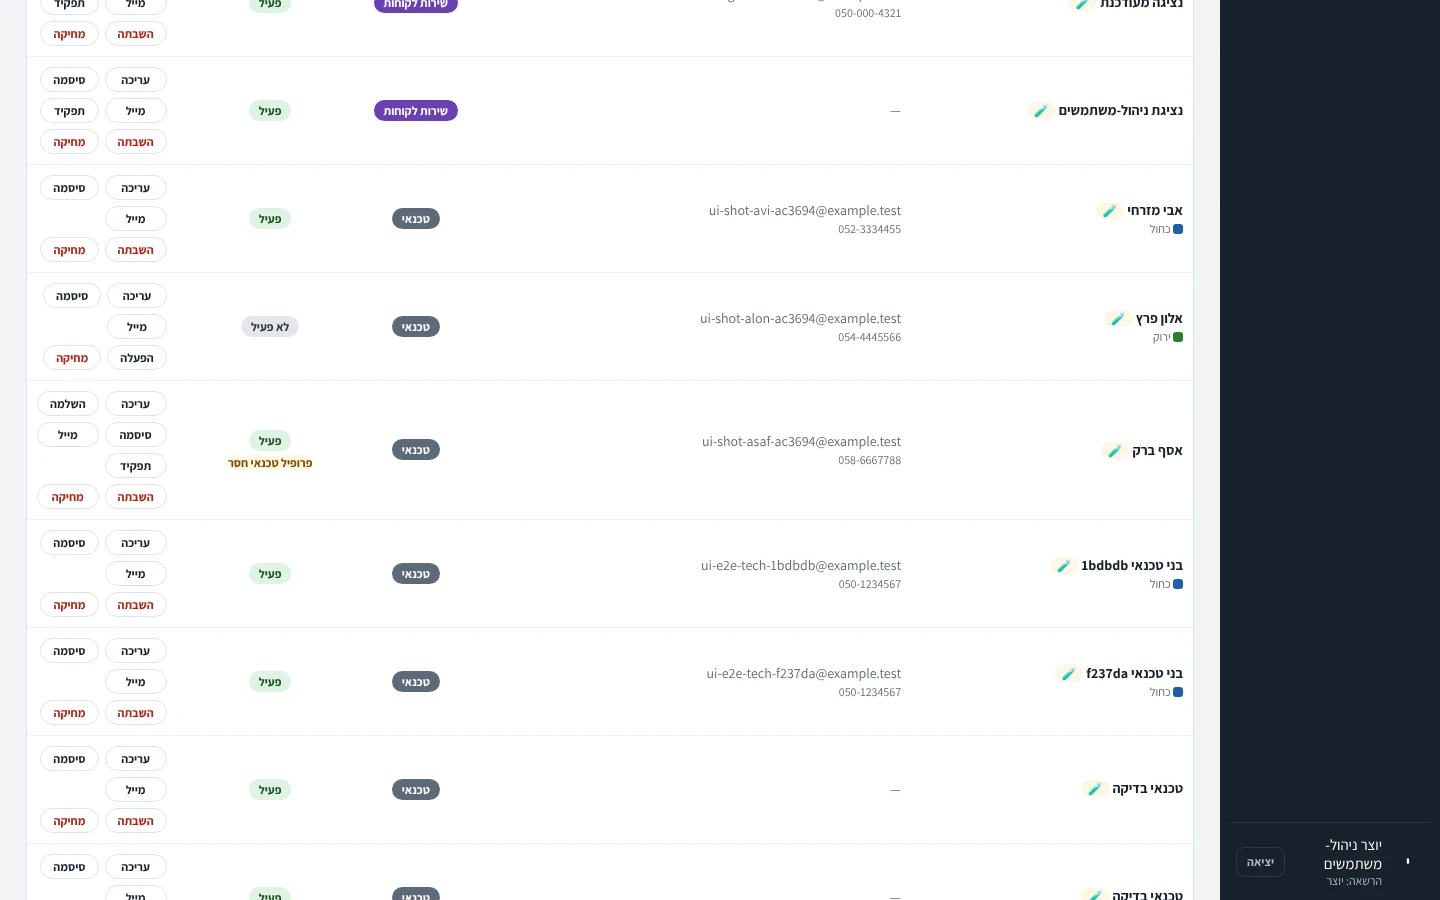 נציגה מעודכנת
050-000-4321
שירות לקוחות
פעיל
מייל
תפקיד
השבתה
מחיקה
נציגת ניהול-משתמשים
—
שירות לקוחות
פעיל
עריכה
סיסמה
מייל
תפקיד
השבתה
מחיקה
אבי מזרחי
כחול
ui-shot-avi-ac3694@example.test
052-3334455
טכנאי
פעיל
עריכה
סיסמה
מייל
השבתה
מחיקה
אלון פרץ
ירוק
ui-shot-alon-ac3694@example.test
054-4445566
טכנאי
לא פעיל
עריכה
סיסמה
מייל
הפעלה
מחיקה
אסף ברק
ui-shot-asaf-ac3694@example.test
058-6667788
טכנאי
פעיל
פרופיל טכנאי חסר
עריכה
השלמה
סיסמה
מייל
תפקיד
השבתה
מחיקה
בני טכנאי 1bdbdb
כחול
ui-e2e-tech-1bdbdb@example.test
050-1234567
טכנאי
פעיל
עריכה
סיסמה
מייל
השבתה
מחיקה
בני טכנאי f237da
כחול
ui-e2e-tech-f237da@example.test
050-1234567
טכנאי
פעיל
עריכה
סיסמה
מייל
השבתה
מחיקה
טכנאי בדיקה
—
טכנאי
פעיל
עריכה
סיסמה
מייל
השבתה
מחיקה
טכנאי בדיקה
—
טכנאי
פעיל
עריכה
סיסמה
מייל
י
יוצר ניהול-
משתמשים
הרשאה: יוצר
יציאה